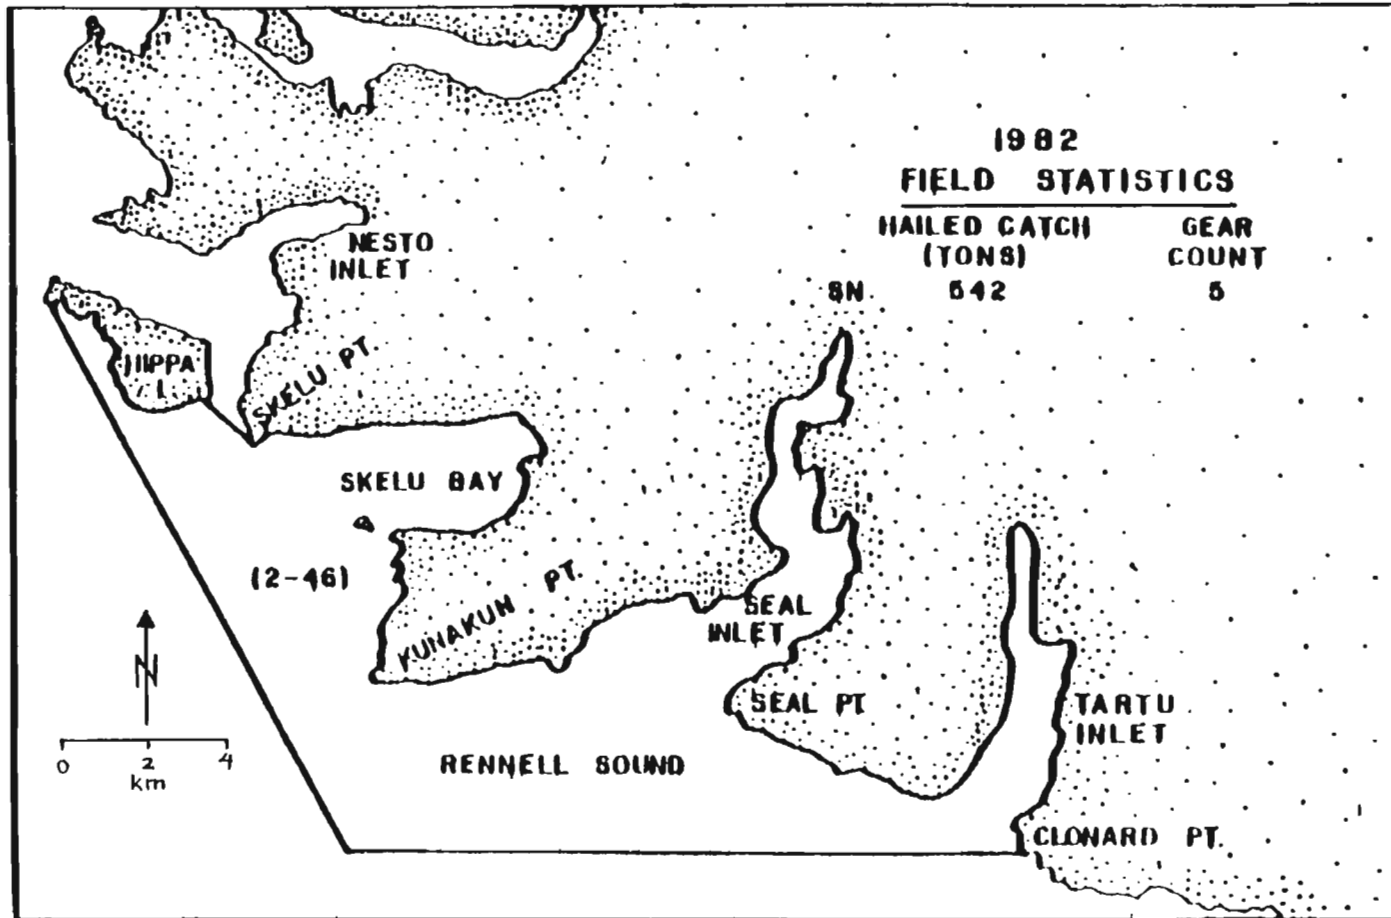 1982
FIELD STATISTICS
HAILED CATCH
(TONS)
GEAR
COUNT
SN 542 5
NESTO
INLET
HIPPA
I.
SKELU PT.
SKELU BAY
(2-46)
KUNAKUN PT.
SEAL
INLET
SEAL PT
TARTU
INLET
RENNELL SOUND
CLONARD PT.
N
0 2 4
km